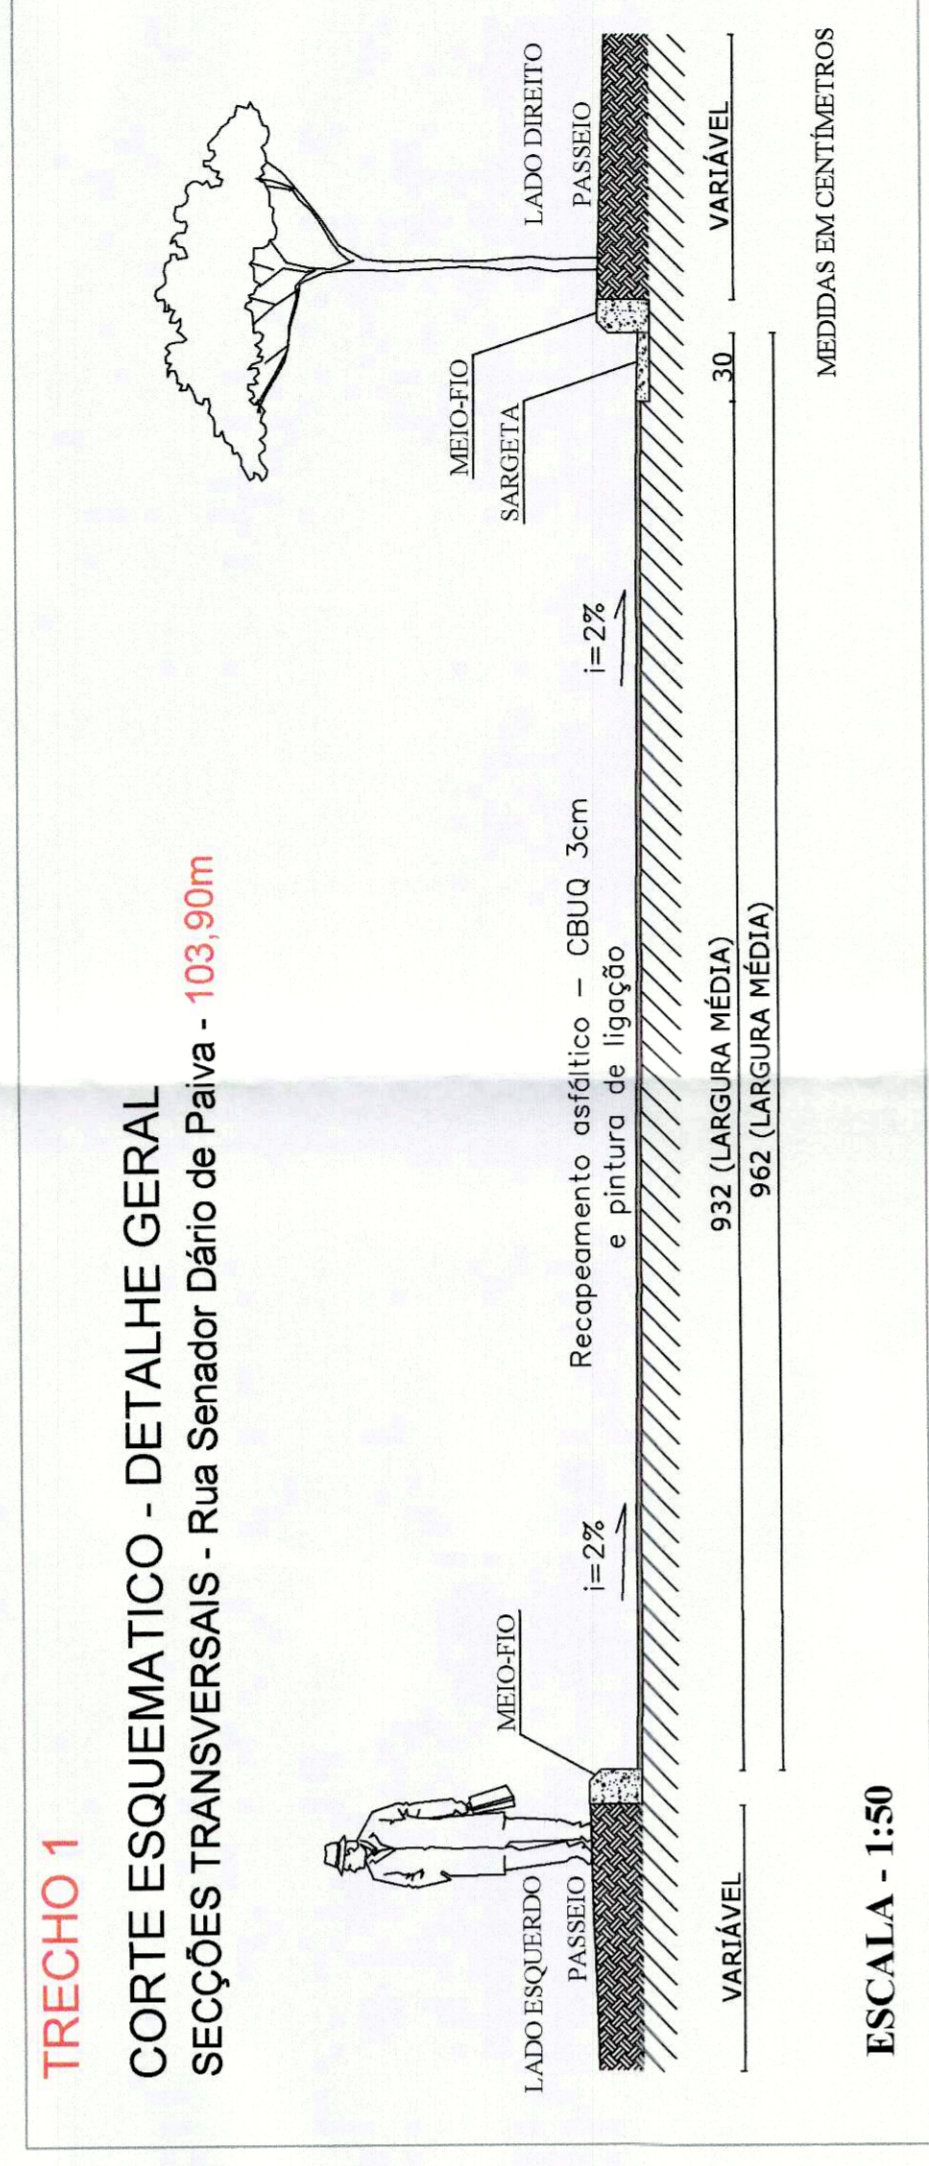 TRECHO 1
CORTE ESQUEMATICO - DETALHE GERAL
SECÇÕES TRANSVERSAIS - Rua Senador Dário de Paiva - 103,90m
LADO ESQUERDO
PASSEIO
MEIO-FIO
i=2%
Recapeamento asfáltico – CBUQ 3cm
e pintura de ligação
i=2%
MEIO-FIO
SARGETA
LADO DIREITO
PASSEIO
VARIÁVEL
932 (LARGURA MÉDIA)
30
VARIÁVEL
962 (LARGURA MÉDIA)
MEDIDAS EM CENTÍMETROS
ESCALA - 1:50